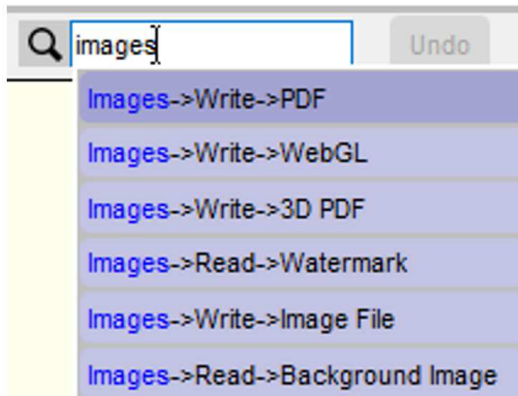 images Undo
Images->Write->PDF
Images->Write->WebGL
Images->Write->3D PDF
Images->Read->Watermark
Images->Write->Image File
Images->Read->Background Image